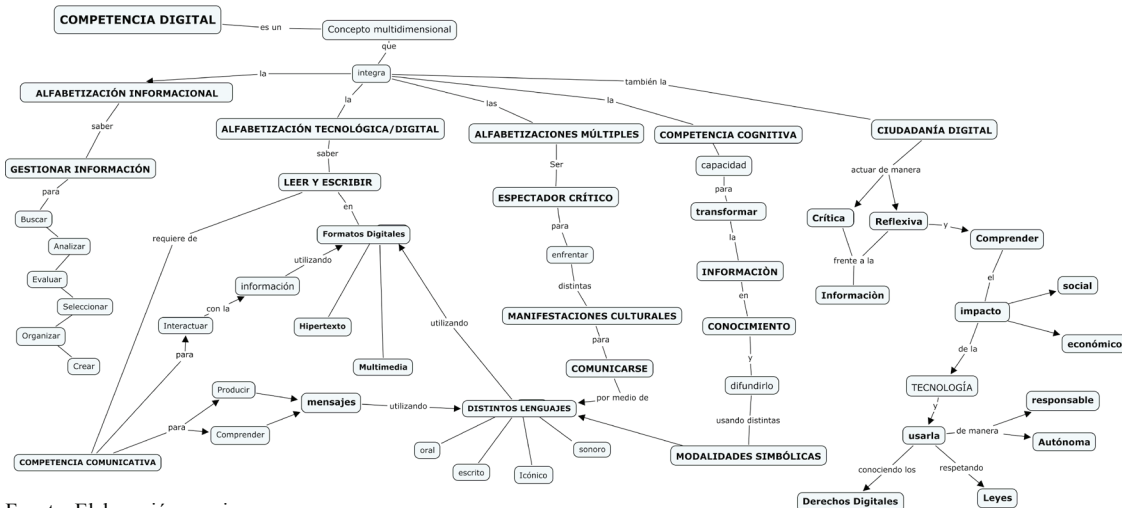 COMPETENCIA DIGITAL
es un
Concepto multidimensional
que
integra
la
ALFABETIZACIÓN INFORMACIONAL
saber
GESTIONAR INFORMACIÓN
para
Buscar
Analizar
Evaluar
Seleccionar
Organizar
Crear
la
ALFABETIZACIÓN TECNOLÓGICA/DIGITAL
saber
LEER Y ESCRIBIR
en
Formatos Digitales
Hipertexto
Multimedia
requiere de
COMPETENCIA COMUNICATIVA
para
Interactuar
con la
información
utilizando
para
Producir
Comprender
mensajes
utilizando
DISTINTOS LENGUAJES
utilizando
oral
escrito
Icónico
sonoro
las
ALFABETIZACIONES MÚLTIPLES
Ser
ESPECTADOR CRÍTICO
para
enfrentar
distintas
MANIFESTACIONES CULTURALES
para
COMUNICARSE
por medio de
la
COMPETENCIA COGNITIVA
capacidad
para
transformar
la
INFORMACIÒN
en
CONOCIMIENTO
y
difundirlo
usando distintas
MODALIDADES SIMBÓLICAS
también la
CIUDADANÍA DIGITAL
actuar de manera
Crítica
Reflexiva
frente a la
Informaciòn
y
Comprender
el
impacto
social
económico
de la
TECNOLOGÍA
y
usarla
de manera
responsable
Autónoma
conociendo los
Derechos Digitales
respetando
Leyes